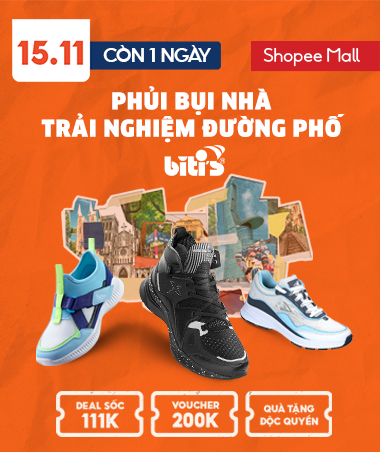 15.11
CÒN 1 NGÀY
Shopee Mall
PHỦI BỤI NHÀ
TRẢI NGHIỆM ĐƯỜNG PHỐ
biti's
DEAL SỐC
111K
VOUCHER
200K
QUÀ TẶNG
ĐỘC QUYỀN